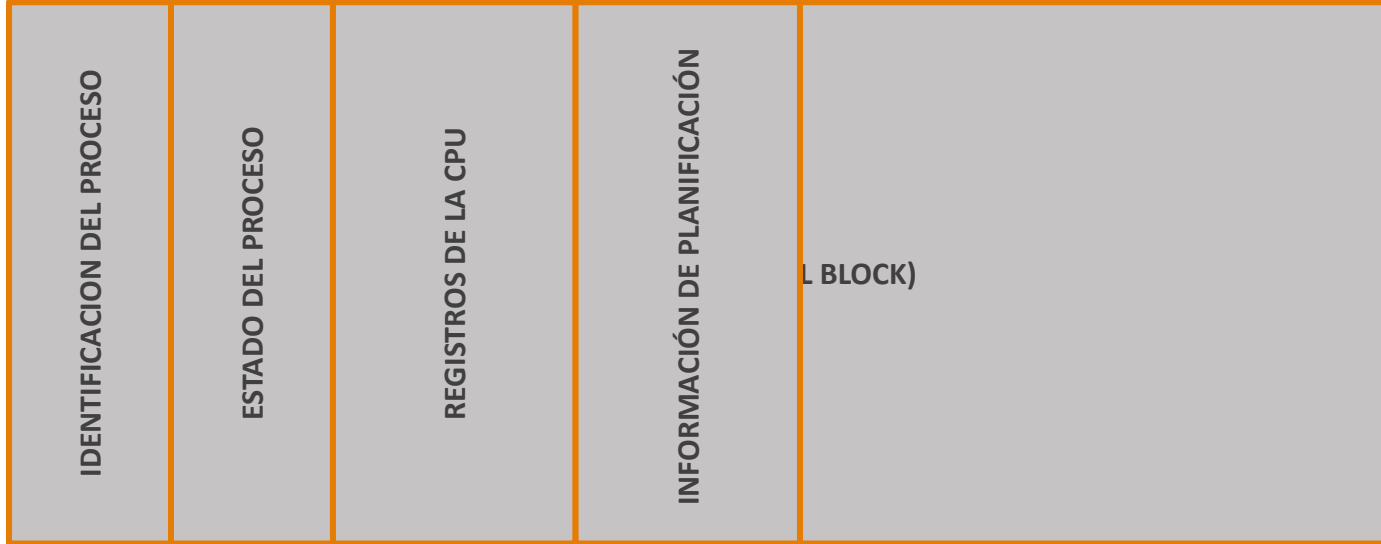 IDENTIFICACION DEL PROCESO
ESTADO DEL PROCESO
REGISTROS DE LA CPU
INFORMACIÓN DE PLANIFICACIÓN
L BLOCK)